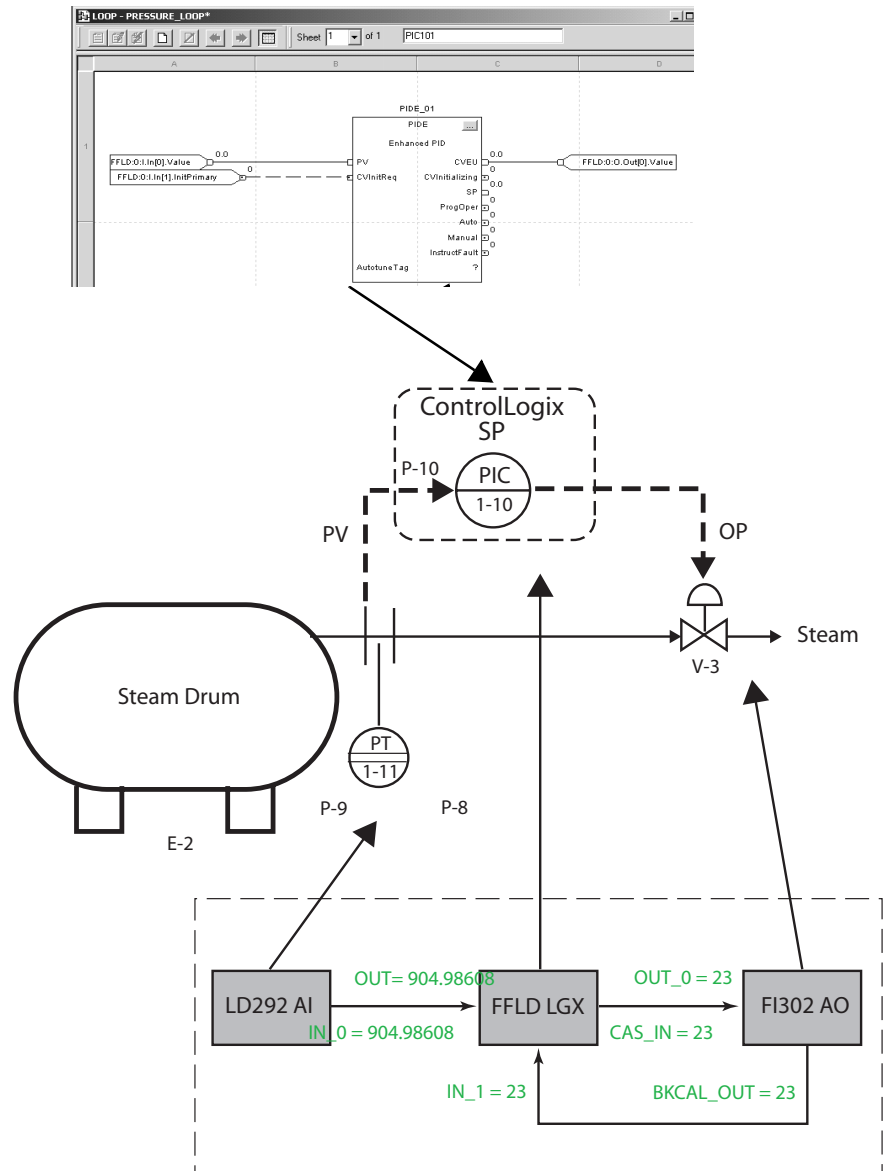 LOOP - PRESSURE_LOOP*
Sheet 1 of 1 PIC101
A B C D
1
PIDE_01
PIDE ...
Enhanced PID
FFLD:0:I.In[0].Value 0.0 PV CVEU 0.0 FFLD:0:O.Out[0].Value
FFLD:0:I.In[1].InitPrimary 0 CVInitReq CVInitializing 0
SP 0.0
ProgOper 0
Auto 0
Manual 0
InstructFault 0
AutotuneTag ?
ControlLogix
SP
P-10
PIC
1-10
PV
OP
Steam
V-3
Steam Drum
PT
1-11
P-9
P-8
E-2
OUT= 904.98608
OUT_0 = 23
LD292 AI
FFLD LGX
FI302 AO
IN_0 = 904.98608
CAS_IN = 23
IN_1 = 23
BKCAL_OUT = 23